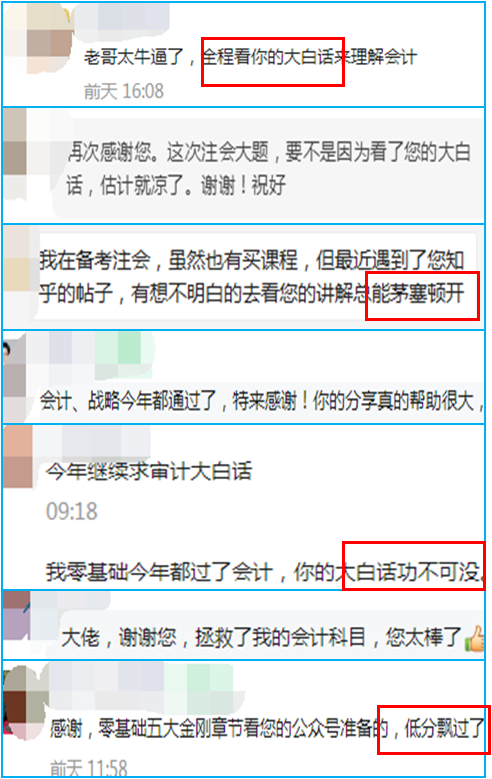 老哥太牛逼了，全程看你的大白话来理解会计
前天 16:08
再次感谢您。这次注会大题，要不是因为看了您的大白
话，估计就凉了。谢谢！祝好
我在备考注会，虽然也有买课程，但最近遇到了您知
乎的帖子，有想不明白的去看您的讲解总能茅塞顿开
会计、战略今年都通过了，特来感谢！你的分享真的帮助很大，
今年继续求审计大白话
09:18
我零基础今年都过了会计，你的大白话功不可没。
大佬，谢谢您，拯救了我的会计科目，您太棒了👍
感谢，零基础五大金刚章节看您的公众号准备的，低分飘过了
前天 11:58